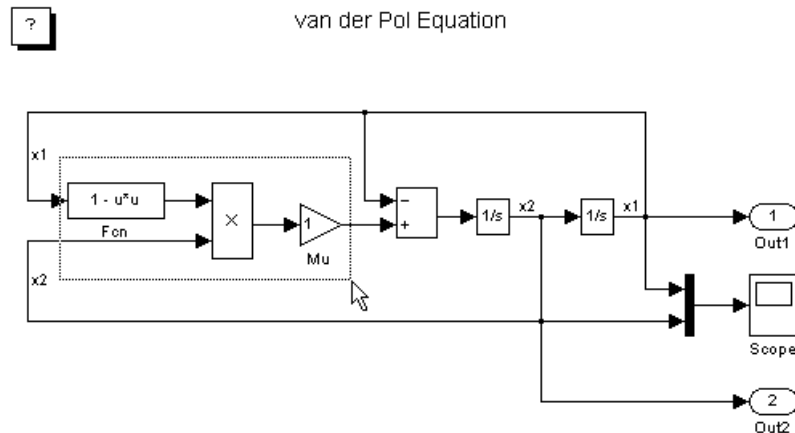 ?
van der Pol Equation
x1
1 - u*u
Fcn
×
1
Mu
−
+
1/s
x2
1/s
x1
1
Out1
x2
Scope
2
Out2